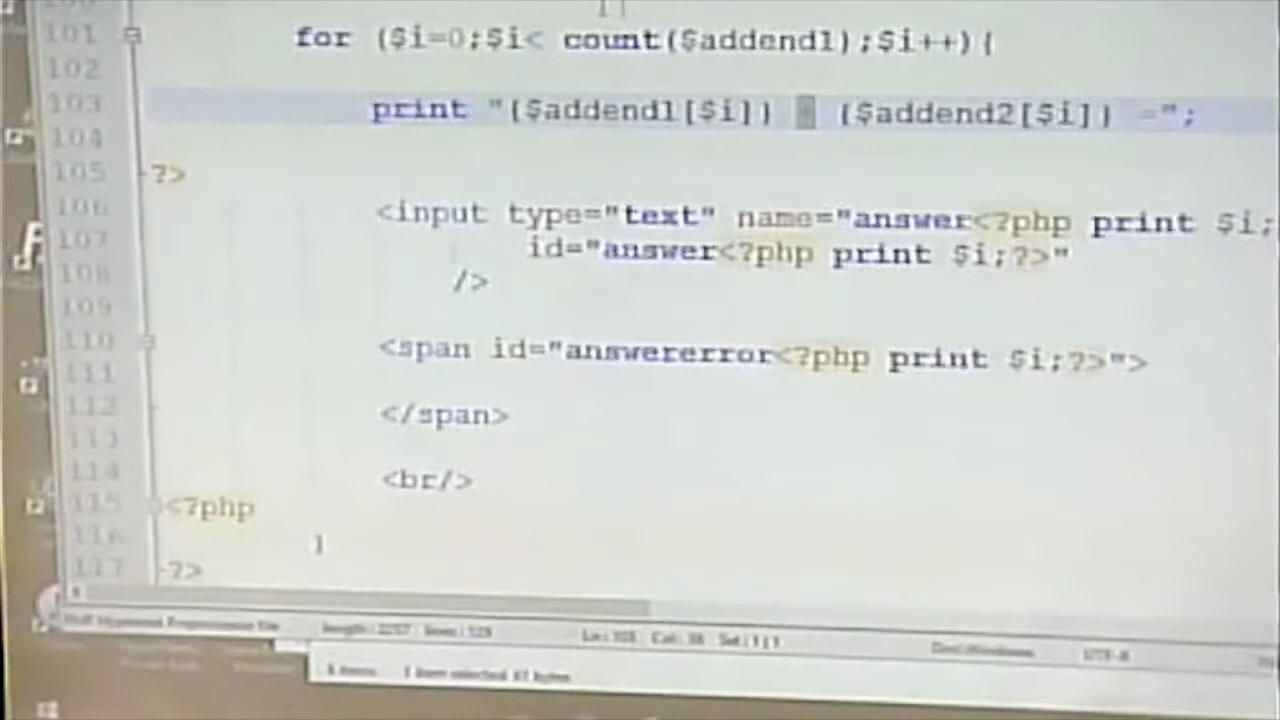 101 for ($i=0;$i< count($addend1);$i++){
102
103 print "{$addend1[$i]} {$addend2[$i]} =";
104
105 ?>
106 <input type="text" name="answer<?php print $i;
107 id="answer<?php print $i;?>"
108 />
109
110 <span id="answererror<?php print $i;?>">
111
112 </span>
113
114 <br/>
115 <?php
116 }
117 ?>